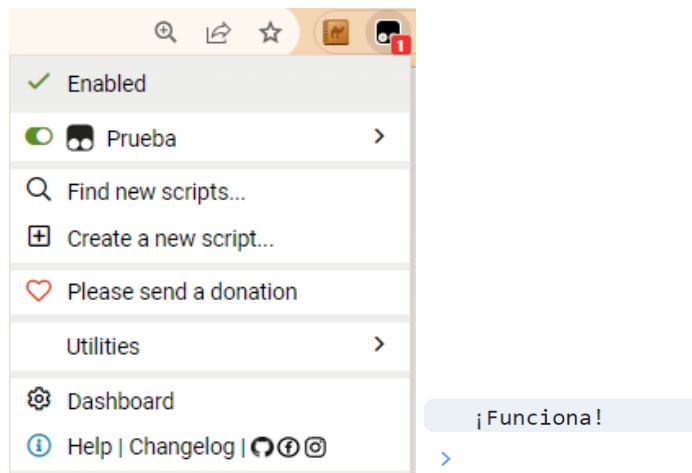 1
Enabled
Prueba
Find new scripts...
Create a new script...
Please send a donation
Utilities
Dashboard
Help | Changelog |
¡Funciona!
>